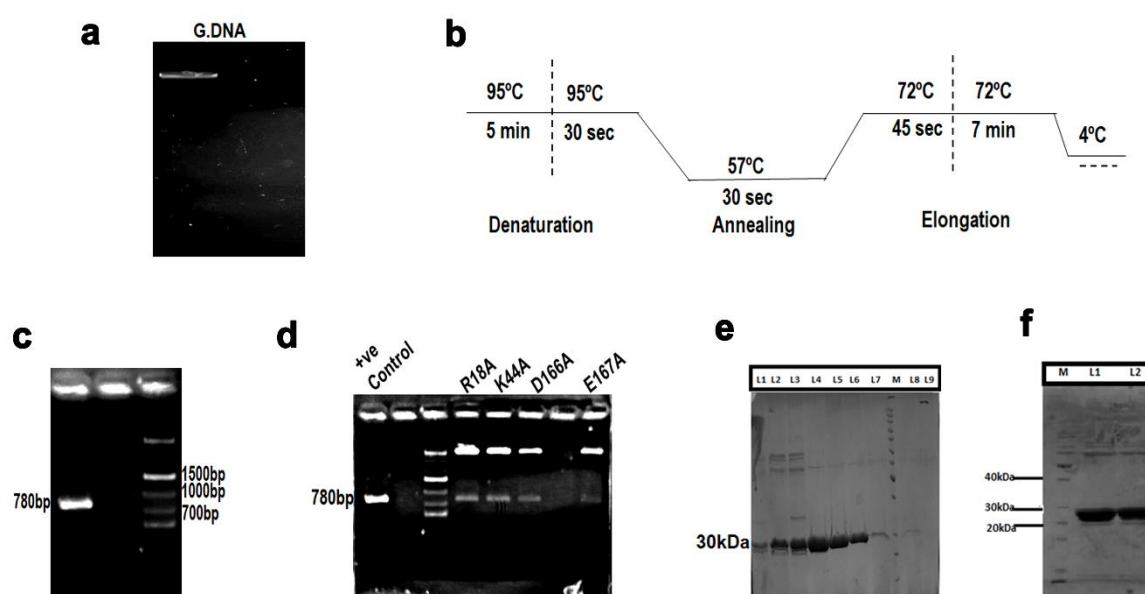 a
G.DNA
b
95ºC 95ºC 72ºC 72ºC
5 min 30 sec 45 sec 7 min
4ºC
57ºC
30 sec
Denaturation Annealing Elongation
c
780bp
1500bp
1000bp
700bp
d
+ve
Control
R18A
K44A
D166A
E167A
780bp
e
L1 L2 L3 L4 L5 L6 L7 M L8 L9
30kDa
f
M L1 L2
40kDa
30kDa
20kDa